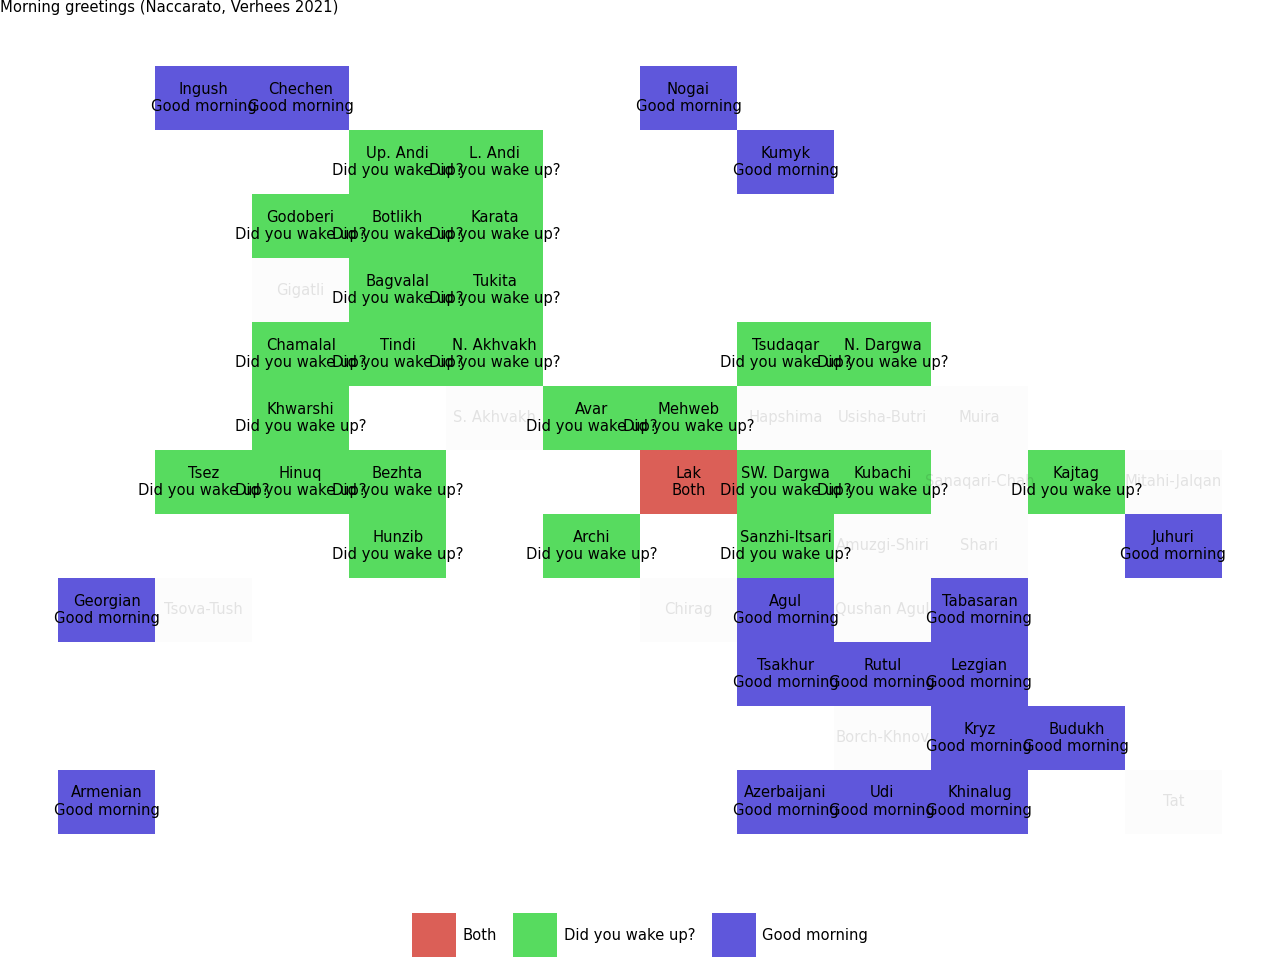 Morning greetings (Naccarato, Verhees 2021)
Ingush
Good morning
Chechen
Good morning
Nogai
Good morning
Up. Andi
Did you wake up?
L. Andi
Did you wake up?
Kumyk
Good morning
Godoberi
Did you wake up?
Botlikh
Did you wake up?
Karata
Did you wake up?
Gigatli
Bagvalal
Did you wake up?
Tukita
Did you wake up?
Chamalal
Did you wake up?
Tindi
Did you wake up?
N. Akhvakh
Did you wake up?
Tsudaqar
Did you wake up?
N. Dargwa
Did you wake up?
Khwarshi
Did you wake up?
S. Akhvakh
Avar
Did you wake up?
Mehweb
Did you wake up?
Hapshima
Usisha-Butri
Muira
Tsez
Did you wake up?
Hinuq
Did you wake up?
Bezhta
Did you wake up?
Lak
Both
SW. Dargwa
Did you wake up?
Kubachi
Did you wake up?
Kajtag
Did you wake up?
Mitahi-Jalqan
Hunzib
Did you wake up?
Archi
Did you wake up?
Sanzhi-Itsari
Did you wake up?
Amuzgi-Shiri
Shari
Juhuri
Good morning
Georgian
Good morning
Tsova-Tush
Chirag
Agul
Good morning
Qushan Agul
Tabasaran
Good morning
Tsakhur
Good morning
Rutul
Good morning
Lezgian
Good morning
Borch-Khnov
Kryz
Good morning
Budukh
Good morning
Armenian
Good morning
Azerbaijani
Good morning
Udi
Good morning
Khinalug
Good morning
Tat
Both
Did you wake up?
Good morning